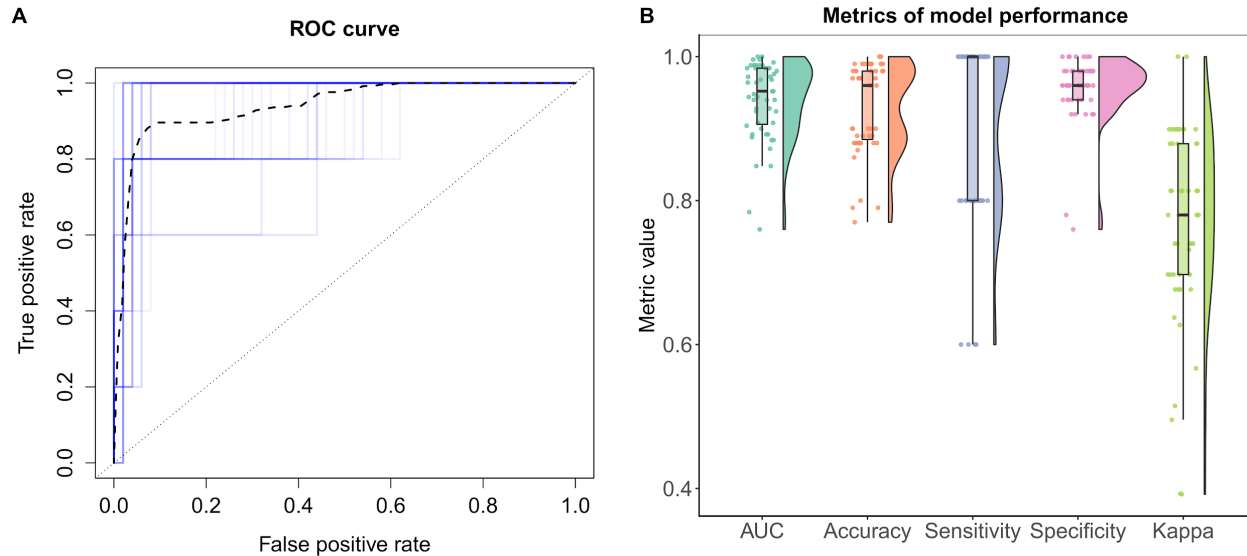 A
ROC curve
True positive rate
1.0
0.8
0.6
0.4
0.2
0.0
0.0 0.2 0.4 0.6 0.8 1.0
False positive rate
B
Metrics of model performance
Metric value
1.0
0.8
0.6
0.4
AUC Accuracy Sensitivity Specificity Kappa